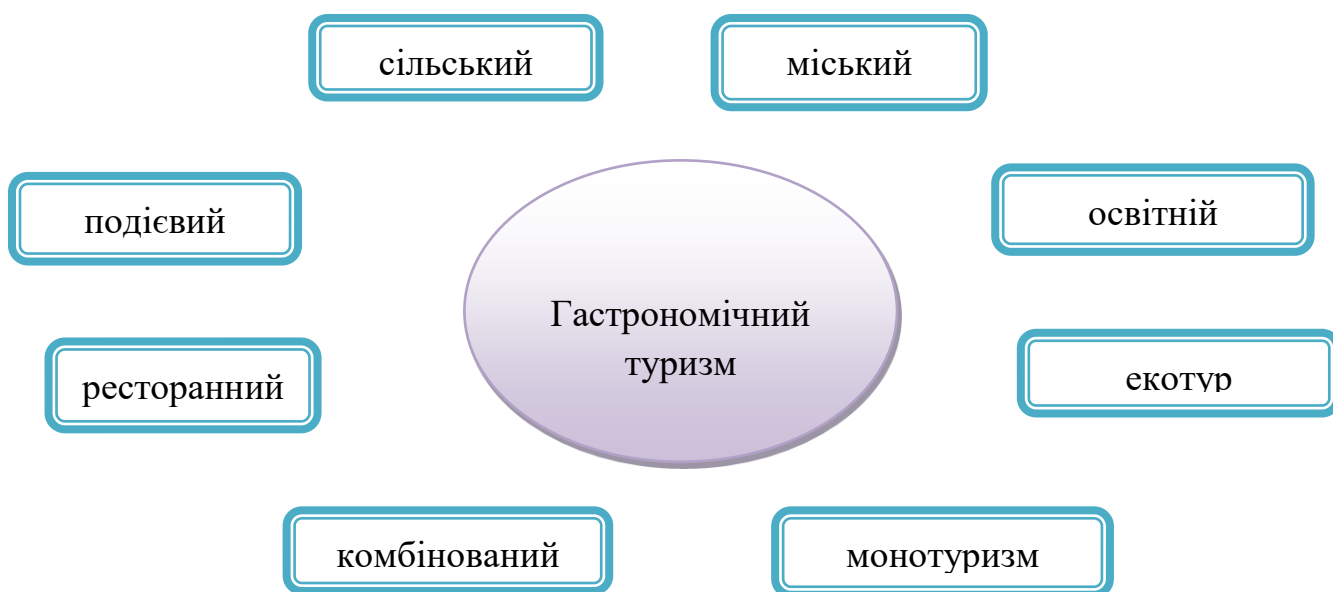 сільський
міський
подієвий
освітній
Гастрономічний
туризм
ресторанний
екотур
комбінований
монотуризм